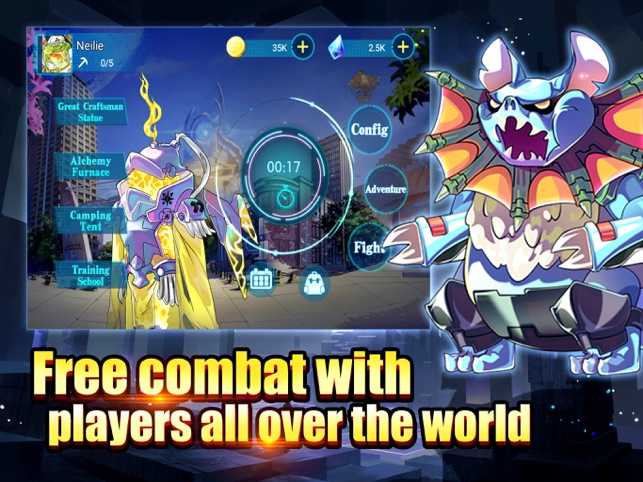 Neilie
0/5
35K
2.5K
Great Craftsman
Statue
Alchemy
Furnace
Camping
Tent
Training
School
00:17
Config
Adventure
Figh
Free combat with
players all over the world